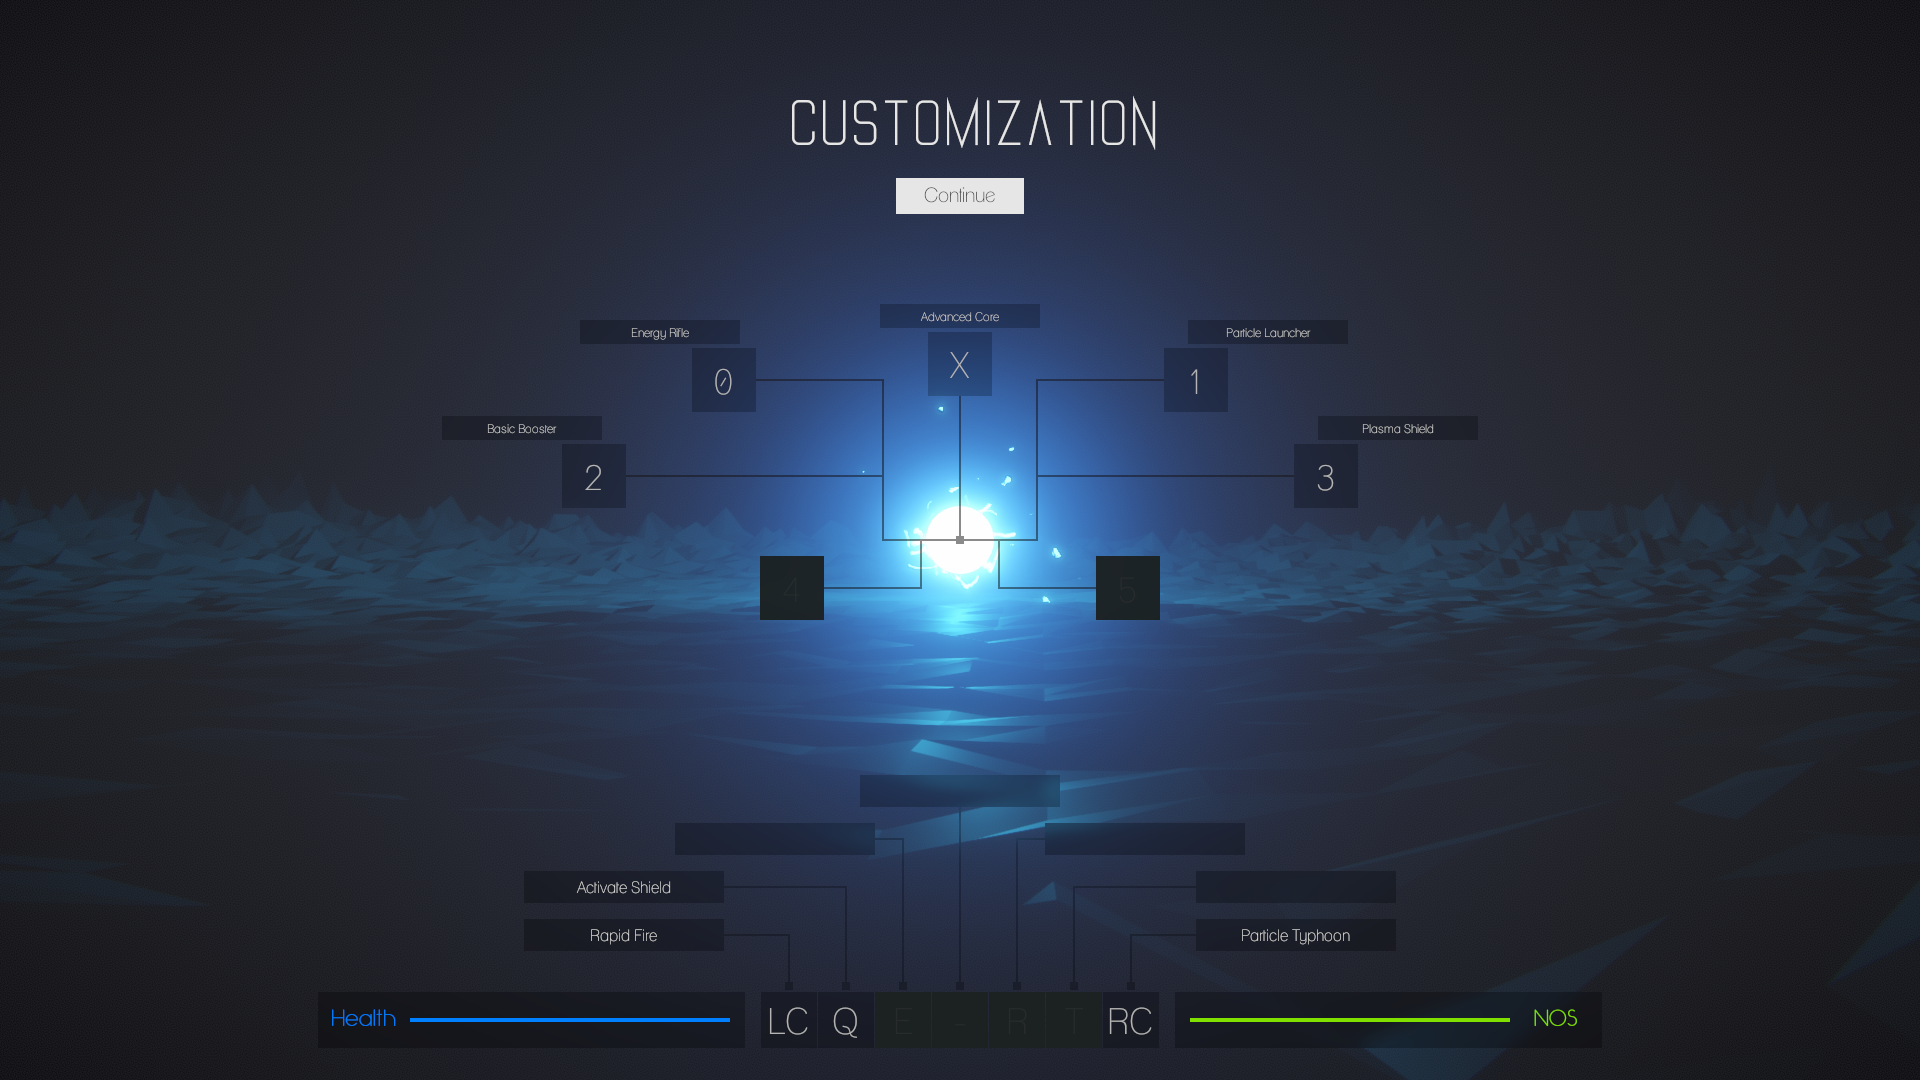 CUSTOMIZATION
Continue
Advanced Core
Energy Rifle
Particle Launcher
X
0
1
Basic Booster
Plasma Shield
2
3
4
5
Activate Shield
Rapid Fire
Particle Typhoon
Health
LC Q E - R T RC
NOS